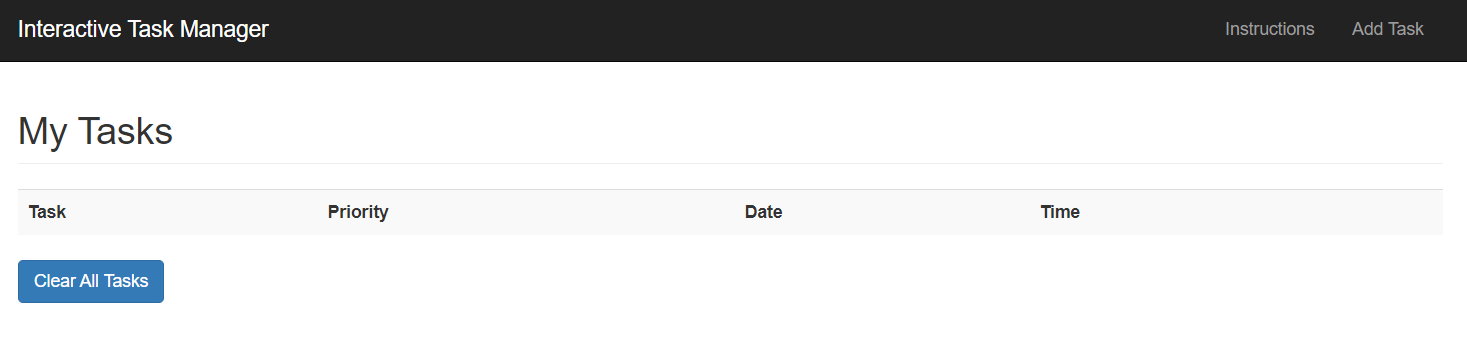 Interactive Task Manager Instructions Add Task
My Tasks
Task Priority Date Time
Clear All Tasks